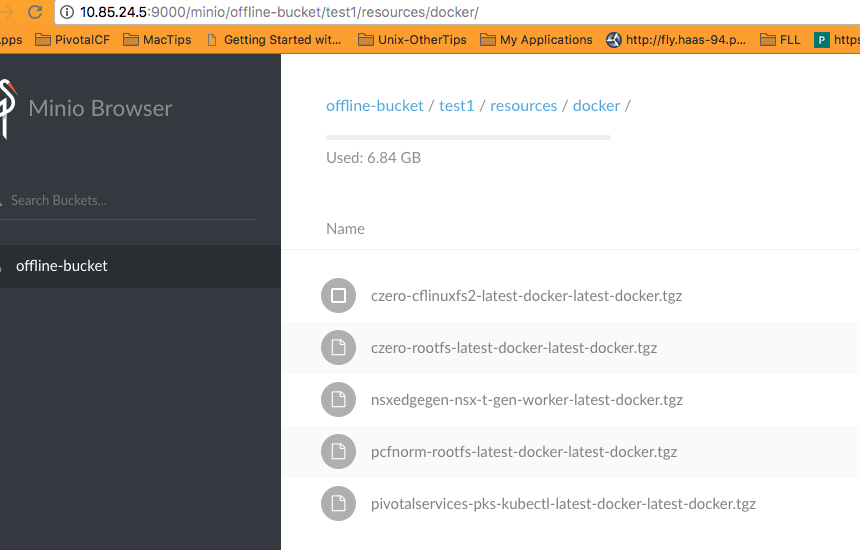 10.85.24.5:9000/minio/offline-bucket/test1/resources/docker/
pps PivotalCF MacTips Getting Started wit... Unix-OtherTips My Applications http://fly.haas-94.p... FLL P https
Minio Browser
offline-bucket / test1 / resources / docker /
Used: 6.84 GB
Search Buckets...
Name
offline-bucket
czero-cflinuxfs2-latest-docker-latest-docker.tgz
czero-rootfs-latest-docker-latest-docker.tgz
nsxedgegen-nsx-t-gen-worker-latest-docker.tgz
pcfnorm-rootfs-latest-docker-latest-docker.tgz
pivotalservices-pks-kubectl-latest-docker-latest-docker.tgz